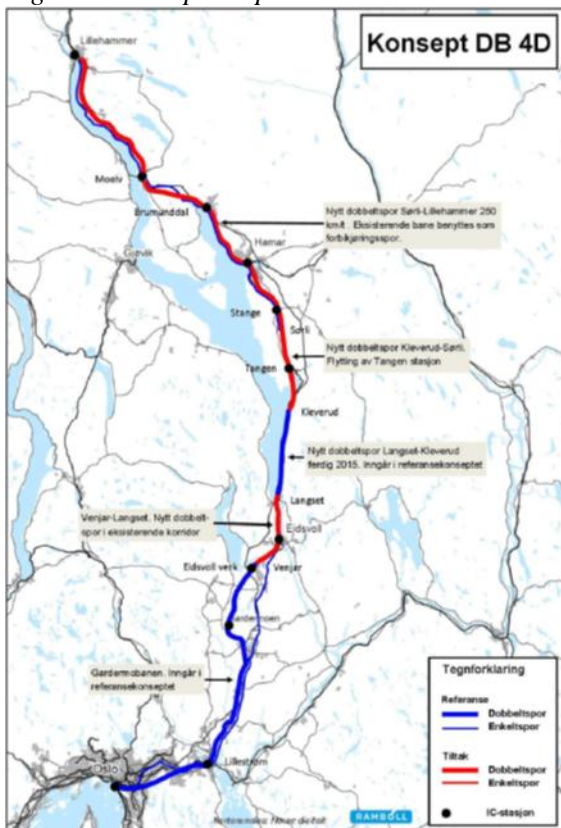 Konsept DB 4D
Lillehammer
Moelv
Brumunddal
Nytt dobbeltspor Sørli-Lillehammer 250
km/t . Eksisterende bane benyttes som
forbikjøringsspor.
Hamar
Gjøvik
Stange
Sørli
Nytt dobbeltspor Kleverud-Sørli.
Flytting av Tangen stasjon
Tangen
Kleverud
Nytt dobbeltspor Langset-Kleverud
ferdig 2015. Inngår i referansekonseptet
Langset
Venjar-Langset. Nytt dobbelt-
spor i eksisterende korridor
Eidsvoll
Eidsvoll verk
Venjar
Gardermoen
Gardermobanen. Inngår i
referansekonseptet
Lillestrøm
Oslo
Tegnforklaring
Referanse
Dobbeltspor
Enkeltspor
Tiltak
Dobbeltspor
Enkeltspor
IC-stasjon
RAMBOLL